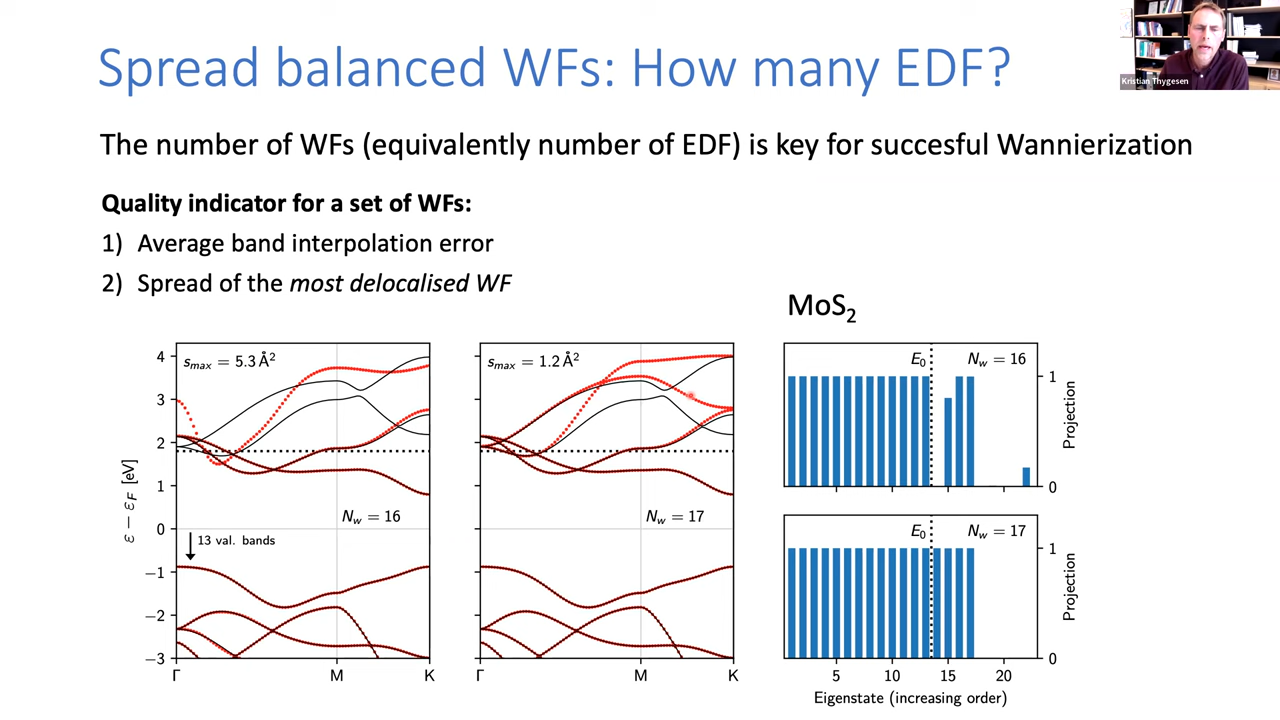 Spread balanced WFs: How many EDF?
Kristian Thygesen
The number of WFs (equivalently number of EDF) is key for succesful Wannierization
Quality indicator for a set of WFs:
1) Average band interpolation error
2) Spread of the most delocalised WF
MoS₂
s_max = 5.3 Å²
N_w = 16
13 val. bands
ε − ε_F [eV]
4
3
2
1
0
−1
−2
−3
Γ M K
s_max = 1.2 Å²
N_w = 17
Γ M K
E₀ N_w = 16
1
0
Projection
E₀ N_w = 17
1
0
Projection
5 10 15 20
Eigenstate (increasing order)